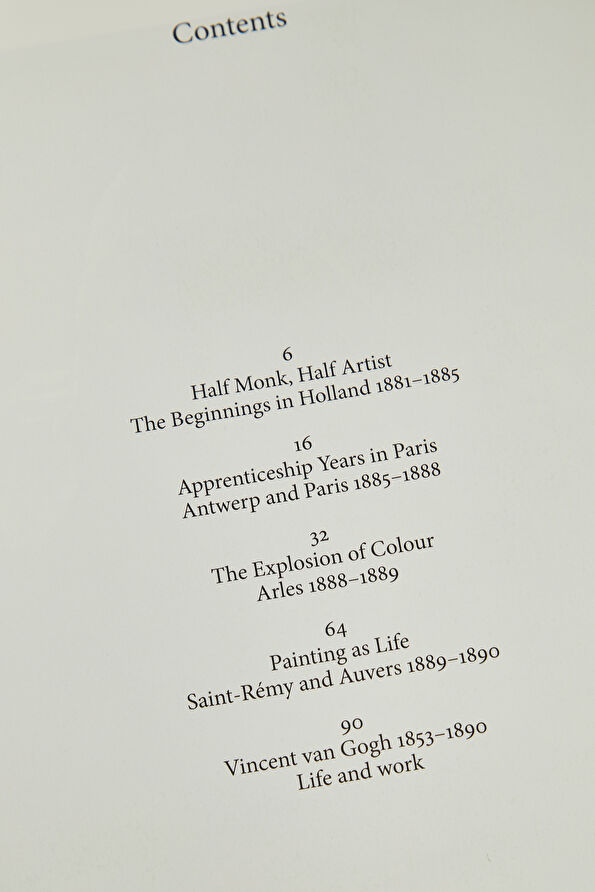 Contents
6
Half Monk, Half Artist
The Beginnings in Holland 1881–1885
16
Apprenticeship Years in Paris
Antwerp and Paris 1885–1888
32
The Explosion of Colour
Arles 1888–1889
64
Painting as Life
Saint-Rémy and Auvers 1889–1890
90
Vincent van Gogh 1853–1890
Life and work